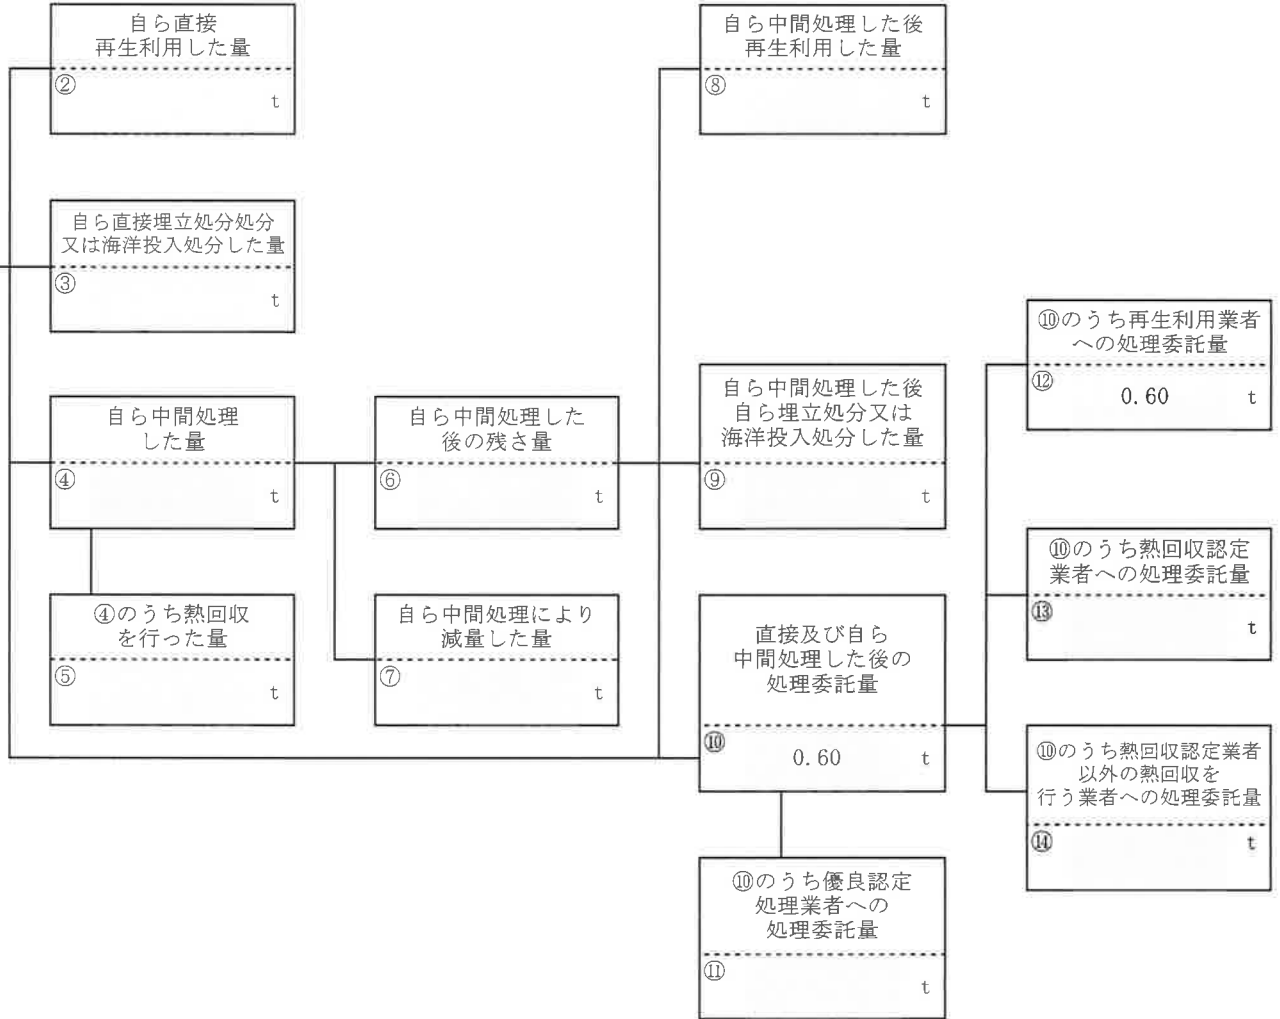 自ら直接
再生利用した量
②
t
自ら中間処理した後
再生利用した量
⑧
t
自ら直接埋立処分処分
又は海洋投入処分した量
③
t
⑩のうち再生利用業者
への処理委託量
⑫
0.60 t
自ら中間処理
した量
④
t
自ら中間処理した
後の残さ量
⑥
t
自ら中間処理した後
自ら埋立処分又は
海洋投入処分した量
⑨
t
⑩のうち熱回収認定
業者への処理委託量
⑬
t
④のうち熱回収
を行った量
⑤
t
自ら中間処理により
減量した量
⑦
t
直接及び自ら
中間処理した後の
処理委託量
⑩
0.60 t
⑩のうち熱回収認定業者
以外の熱回収を
行う業者への処理委託量
⑭
t
⑩のうち優良認定
処理業者への
処理委託量
⑪
t